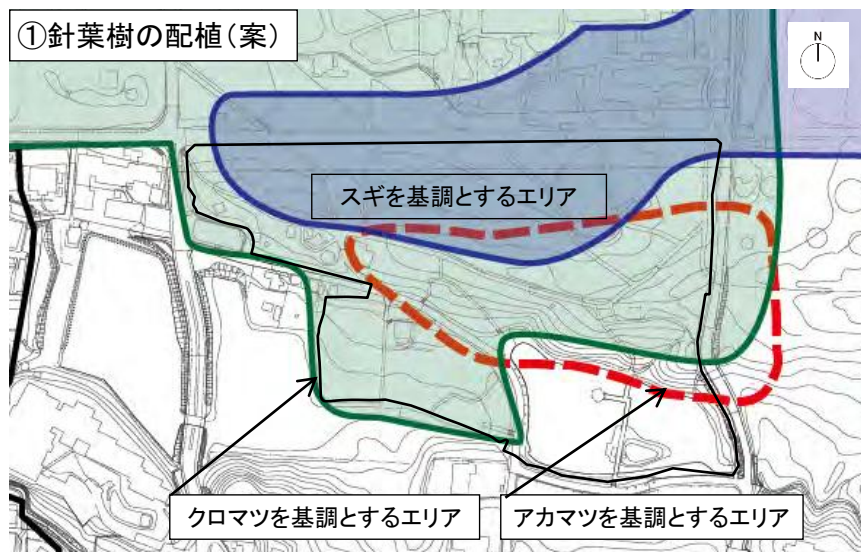 ①針葉樹の配植(案)
N
スギを基調とするエリア
クロマツを基調とするエリア
アカマツを基調とするエリア